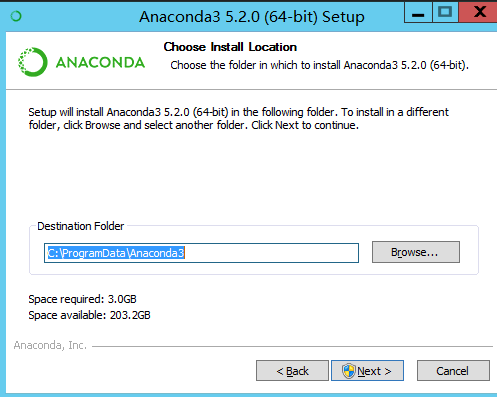 Anaconda3 5.2.0 (64-bit) Setup
ANACONDA
Choose Install Location
Choose the folder in which to install Anaconda3 5.2.0 (64-bit).
Setup will install Anaconda3 5.2.0 (64-bit) in the following folder. To install in a different
folder, click Browse and select another folder. Click Next to continue.
Destination Folder
C:\ProgramData\Anaconda3
Browse...
Space required: 3.0GB
Space available: 203.2GB
Anaconda, Inc.
< Back
Next >
Cancel